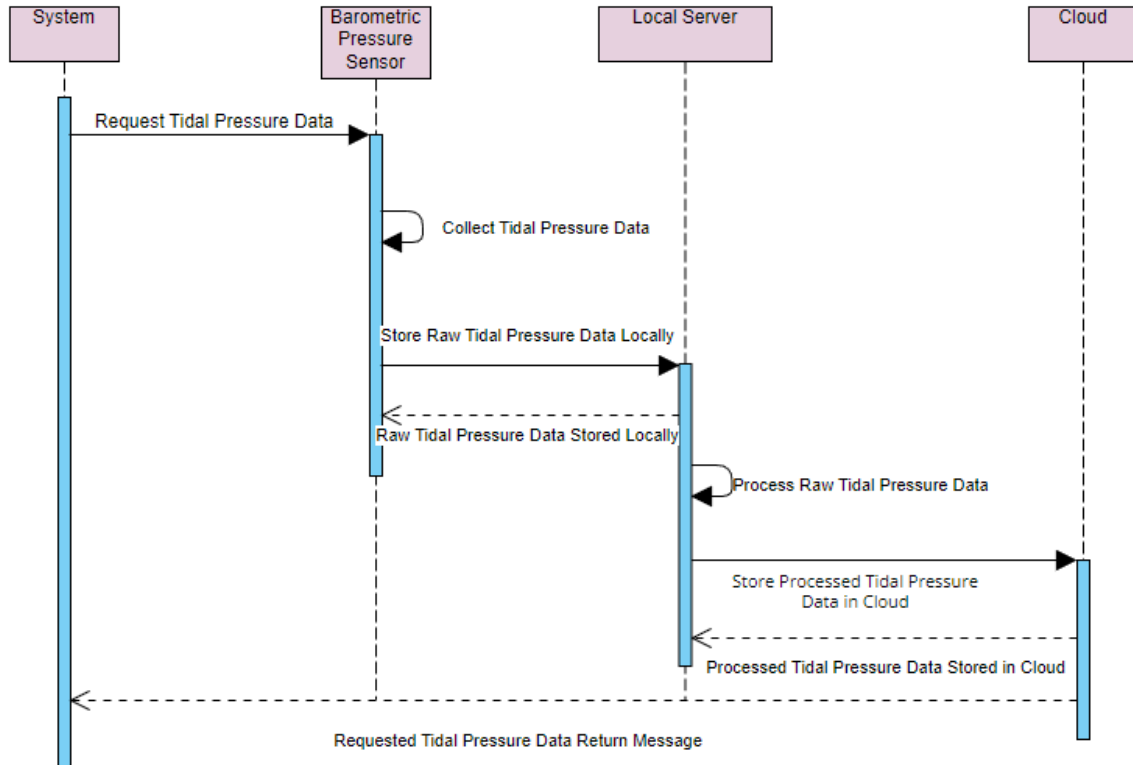 System
Barometric
Pressure
Sensor
Local Server
Cloud
Request Tidal Pressure Data
Collect Tidal Pressure Data
Store Raw Tidal Pressure Data Locally
Raw Tidal Pressure Data Stored Locally
Process Raw Tidal Pressure Data
Store Processed Tidal Pressure
Data in Cloud
Processed Tidal Pressure Data Stored in Cloud
Requested Tidal Pressure Data Return Message